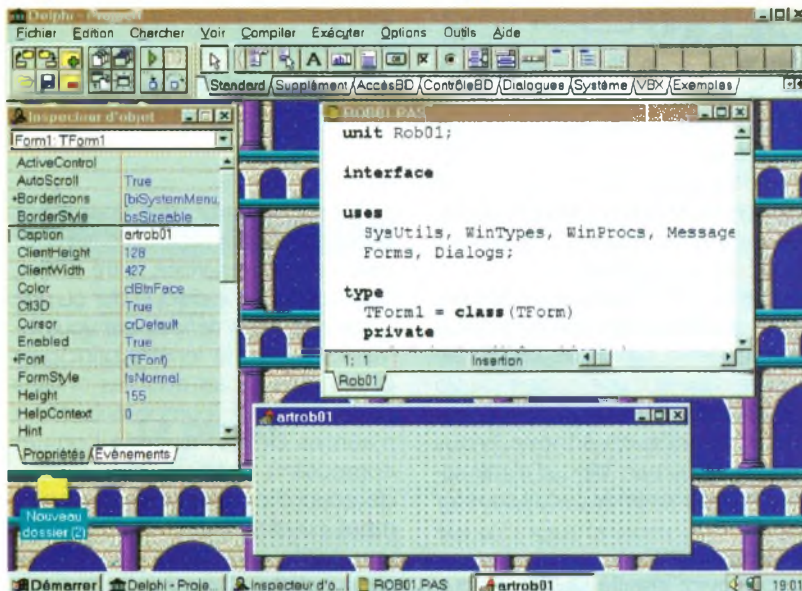 Delphi - Project1
Fichier Edition Chercher Voir Compiler Exécuter Options Outils Aide
Standard Supplément AccèsBD ContrôleBD Dialogues Système VBX Exemples
Inspecteur d'objet
Form1: TForm1
ActiveControl
AutoScroll True
+BorderIcons [biSystemMenu,
BorderStyle bsSizeable
Caption artrob01
ClientHeight 128
ClientWidth 427
Color clBtnFace
Ctl3D True
Cursor crDefault
Enabled True
+Font (TFont)
FormStyle fsNormal
Height 155
HelpContext 0
Hint
Propriétés Evénements
ROB01.PAS
unit Rob01;
interface
uses
SysUtils, WinTypes, WinProcs, Message
Forms, Dialogs;
type
TForm1 = class(TForm)
private
1: 1 Insertion
Rob01
artrob01
Nouveau
dossier (2)
Démarrer Delphi - Proje... Inspecteur d'o... ROB01.PAS artrob01 19:01